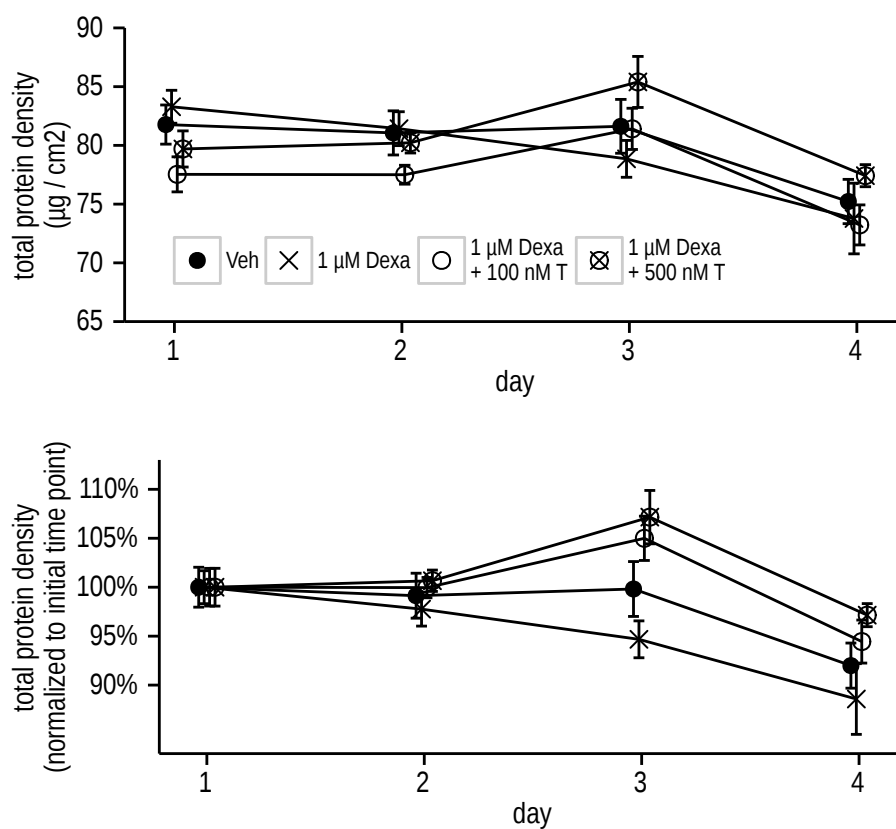 90
85
80
75
70
65
total protein density
(µg / cm2)
Veh
1 µM Dexa
1 µM Dexa
+ 100 nM T
1 µM Dexa
+ 500 nM T
1 2 3 4
day
110%
105%
100%
95%
90%
total protein density
(normalized to initial time point)
1 2 3 4
day